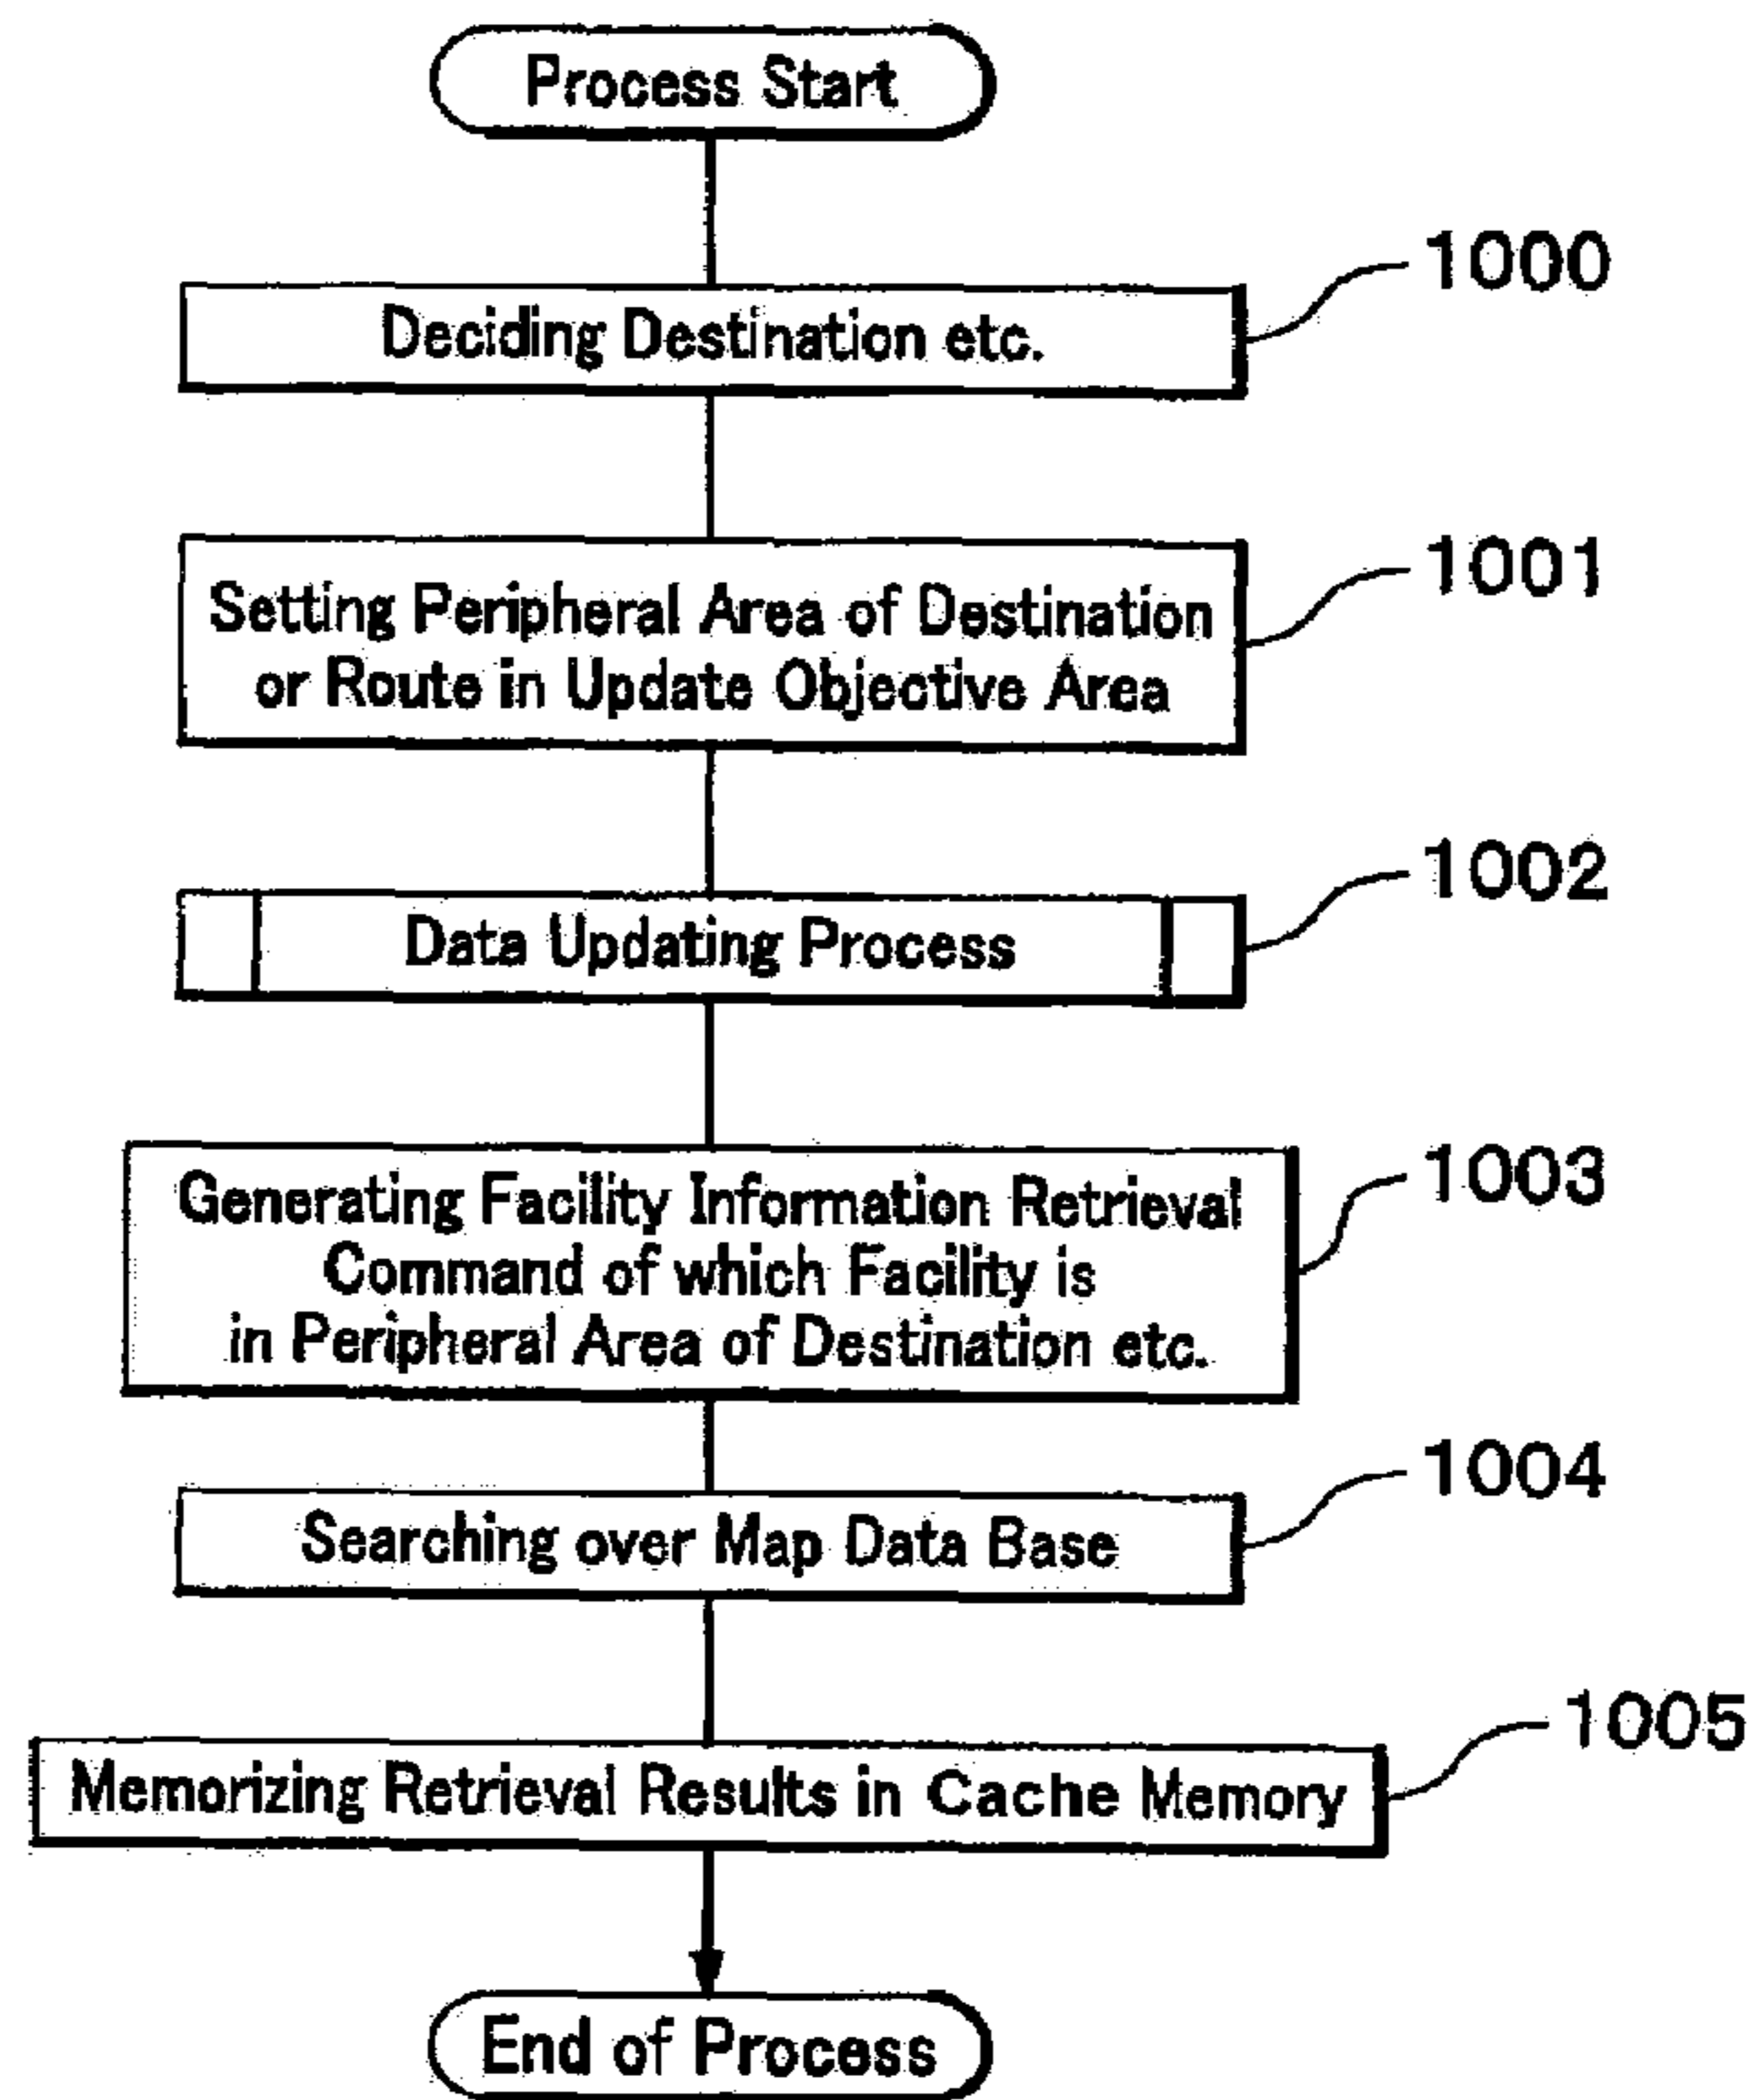 Process Start
1000
Deciding Destination etc.
1001
Setting Peripheral Area of Destination
or Route in Update Objective Area
1002
Data Updating Process
1003
Generating Facility Information Retrieval
Command of which Facility is
in Peripheral Area of Destination etc.
1004
Searching over Map Data Base
1005
Memorizing Retrieval Results in Cache Memory
End of Process